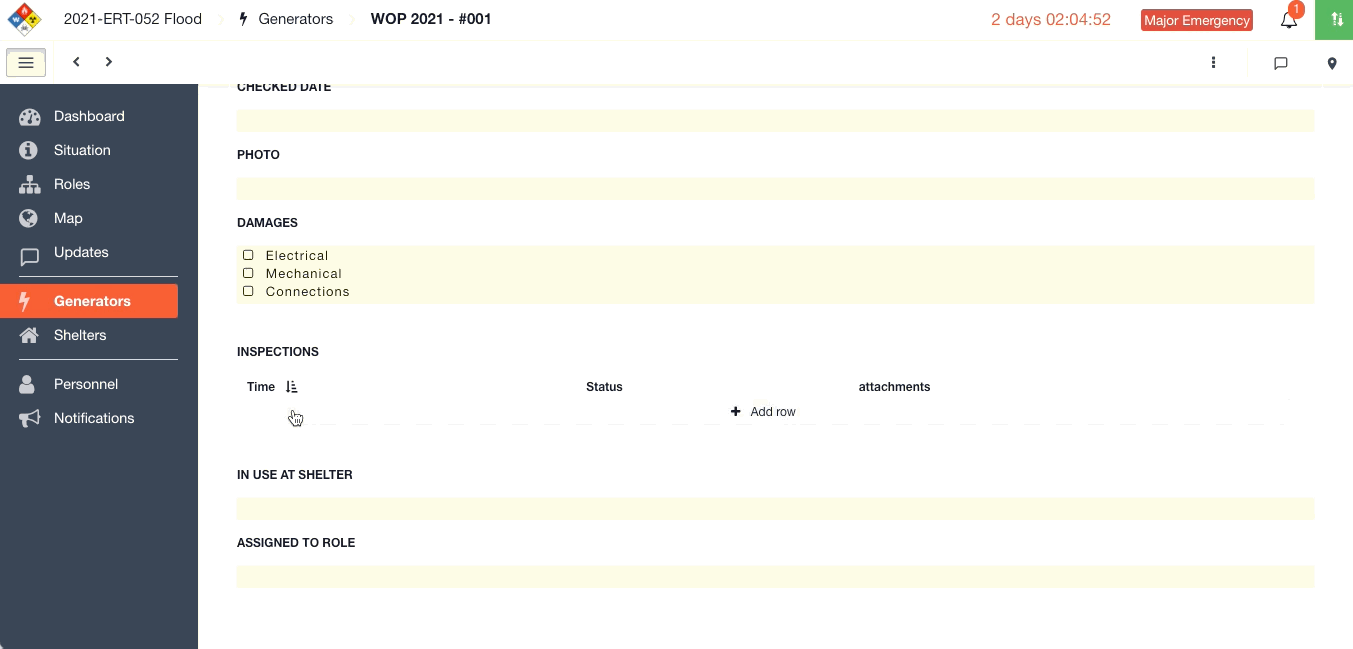 2021-ERT-052 Flood Generators WOP 2021 - #001 2 days 02:04:52 Major Emergency 1
Dashboard
Situation
Roles
Map
Updates
Generators
Shelters
Personnel
Notifications
CHECKED DATE
PHOTO
DAMAGES
Electrical
Mechanical
Connections
INSPECTIONS
Time Status attachments
Add row
IN USE AT SHELTER
ASSIGNED TO ROLE